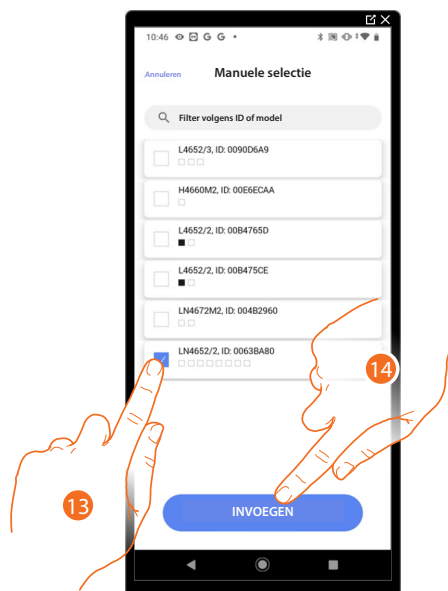 10:46 G G
Annuleren Manuele selectie
Filter volgens ID of model
L4652/3, ID: 0090D6A9
H4660M2, ID: 00E6ECAA
L4652/2, ID: 00B4765D
L4652/2, ID: 00B475CE
LN4672M2, ID: 004B2960
LN4652/2, ID: 0063BA80
14
13
INVOEGEN